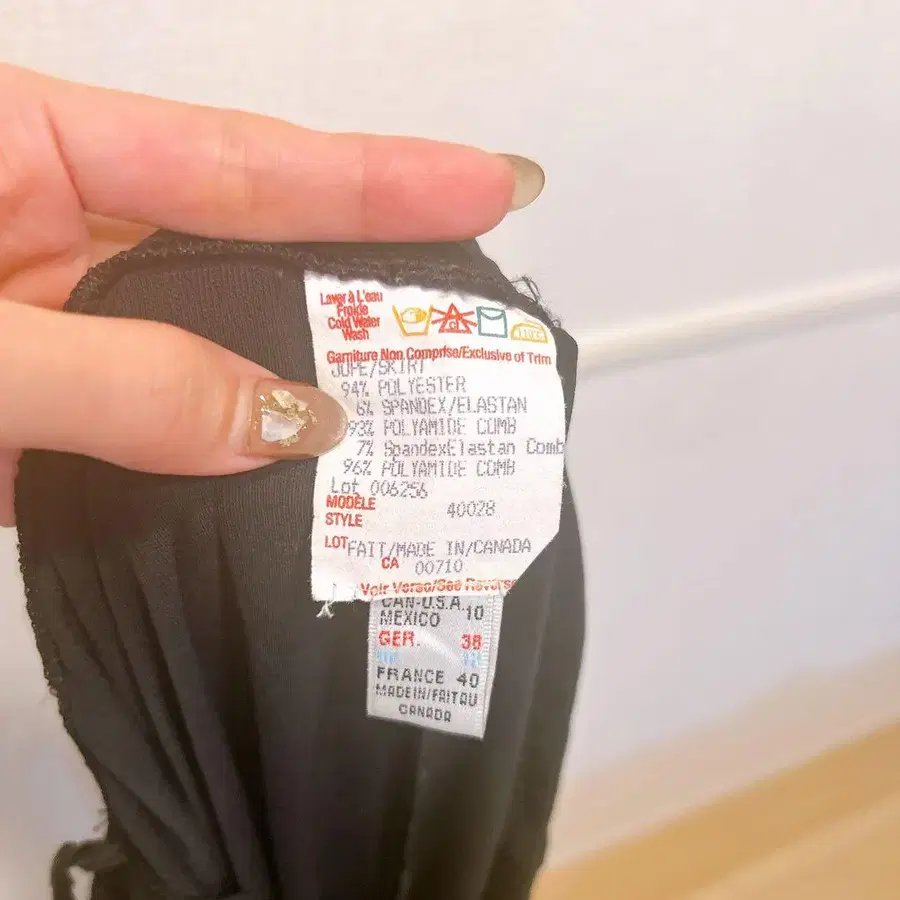 Laver à L'eau
Froide
Cold Water
Wash
Garniture Non Comprise/Exclusive of Trim
JUPE/SKIRT
94% POLYESTER
6% SPANDEX/ELASTAN
93% POLYAMIDE COMB
7% SpandexElastan Comb
96% POLYAMIDE COMB
Lot 006256
MODÈLE
STYLE 40028
LOT FAIT/MADE IN/CANADA
CA 00710
Voir Verso/See Reverse
CAN-U.S.A.
MEXICO 10
GER. 38
12
FRANCE 40
MADE IN/FAIT AU
CANADA